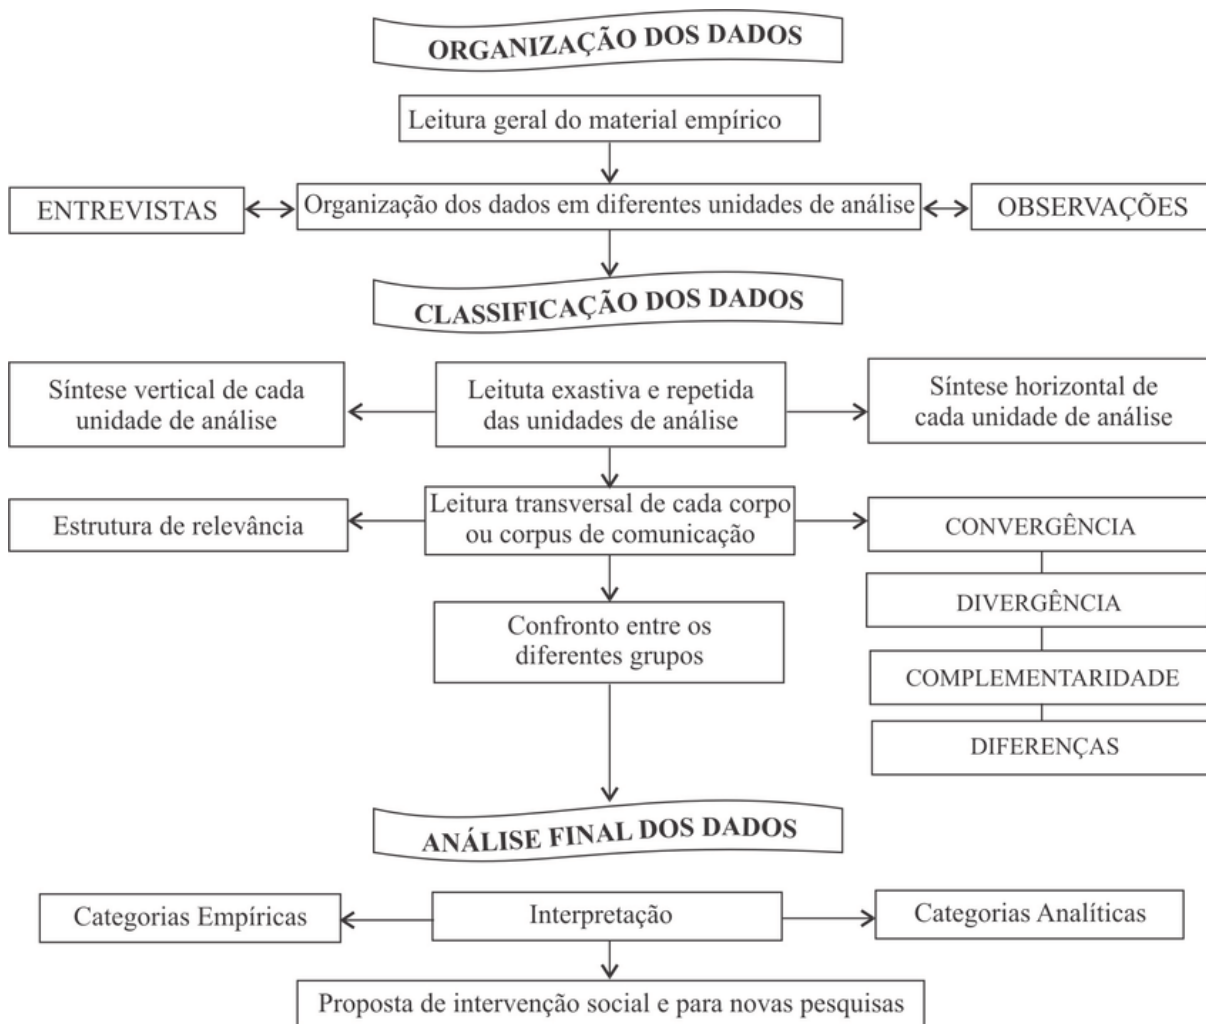 ORGANIZAÇÃO DOS DADOS
Leitura geral do material empírico
ENTREVISTAS
Organização dos dados em diferentes unidades de análise
OBSERVAÇÕES
CLASSIFICAÇÃO DOS DADOS
Síntese vertical de cada
unidade de análise
Leituta exastiva e repetida
das unidades de análise
Síntese horizontal de
cada unidade de análise
Estrutura de relevância
Leitura transversal de cada corpo
ou corpus de comunicação
CONVERGÊNCIA
DIVERGÊNCIA
Confronto entre os
diferentes grupos
COMPLEMENTARIDADE
DIFERENÇAS
ANÁLISE FINAL DOS DADOS
Categorias Empíricas
Interpretação
Categorias Analíticas
Proposta de intervenção social e para novas pesquisas